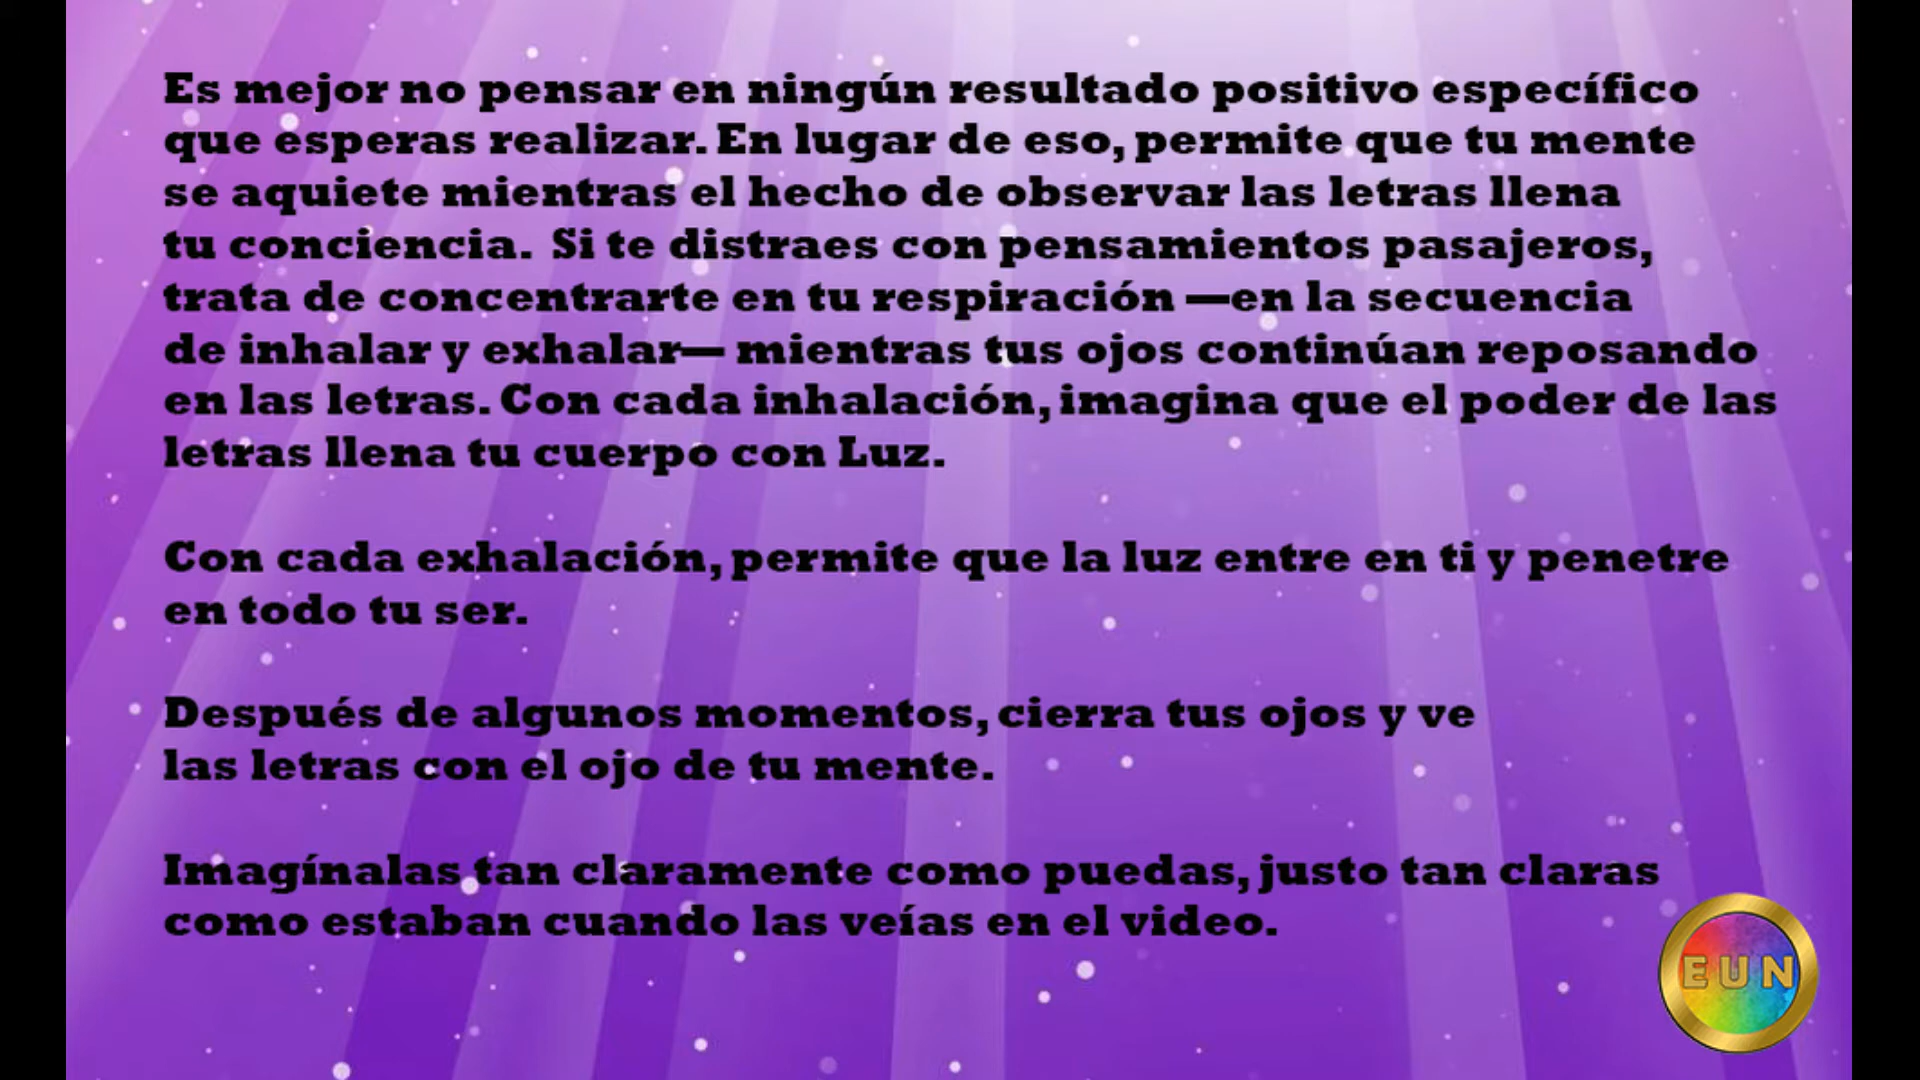 Es mejor no pensar en ningún resultado positivo específico
que esperas realizar. En lugar de eso, permite que tu mente
se aquiete mientras el hecho de observar las letras llena
tu conciencia. Si te distraes con pensamientos pasajeros,
trata de concentrarte en tu respiración —en la secuencia
de inhalar y exhalar— mientras tus ojos continúan reposando
en las letras. Con cada inhalación, imagina que el poder de las
letras llena tu cuerpo con Luz.
Con cada exhalación, permite que la luz entre en ti y penetre
en todo tu ser.
Después de algunos momentos, cierra tus ojos y ve
las letras con el ojo de tu mente.
Imagínalas tan claramente como puedas, justo tan claras
como estaban cuando las veías en el video.
EUN